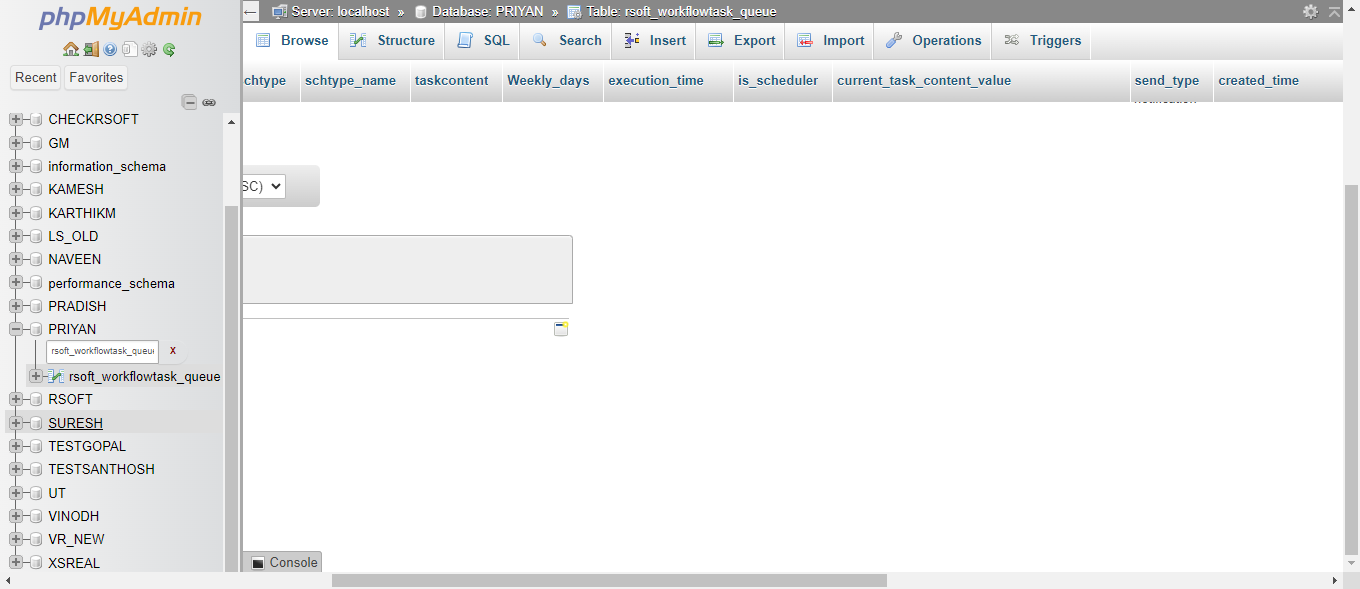 phpMyAdmin
Recent Favorites
CHECKRSOFT
GM
information_schema
KAMESH
KARTHIKM
LS_OLD
NAVEEN
performance_schema
PRADISH
PRIYAN
rsoft_workflowtask_queu
x
rsoft_workflowtask_queue
RSOFT
SURESH
TESTGOPAL
TESTSANTHOSH
UT
VINODH
VR_NEW
XSREAL
Server: localhost » Database: PRIYAN » Table: rsoft_workflowtask_queue
Browse Structure SQL Search Insert Export Import Operations Triggers
chtype schtype_name taskcontent Weekly_days execution_time is_scheduler current_task_content_value send_type created_time
notification
SC)
Console